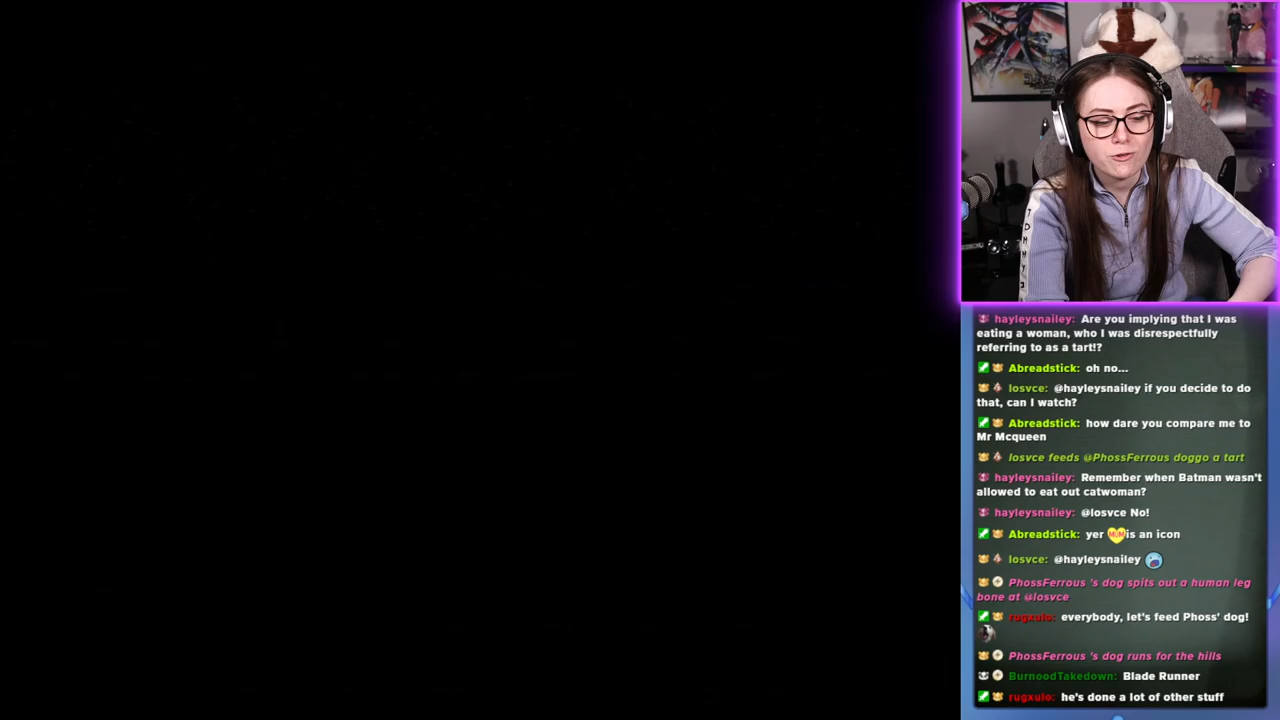 hayleysnailey: Are you implying that I was
eating a woman, who I was disrespectfully
referring to as a tart!?
Abreadstick: oh no...
losvce: @hayleysnailey if you decide to do
that, can I watch?
Abreadstick: how dare you compare me to
Mr Mcqueen
losvce feeds @PhossFerrous doggo a tart
hayleysnailey: Remember when Batman wasn't
allowed to eat out catwoman?
hayleysnailey: @losvce No!
Abreadstick: yer MUM is an icon
losvce: @hayleysnailey
PhossFerrous 's dog spits out a human leg
bone at @losvce
rugxulo: everybody, let's feed Phoss' dog!
PhossFerrous 's dog runs for the hills
BurnoodTakedown: Blade Runner
rugxulo: he's done a lot of other stuff